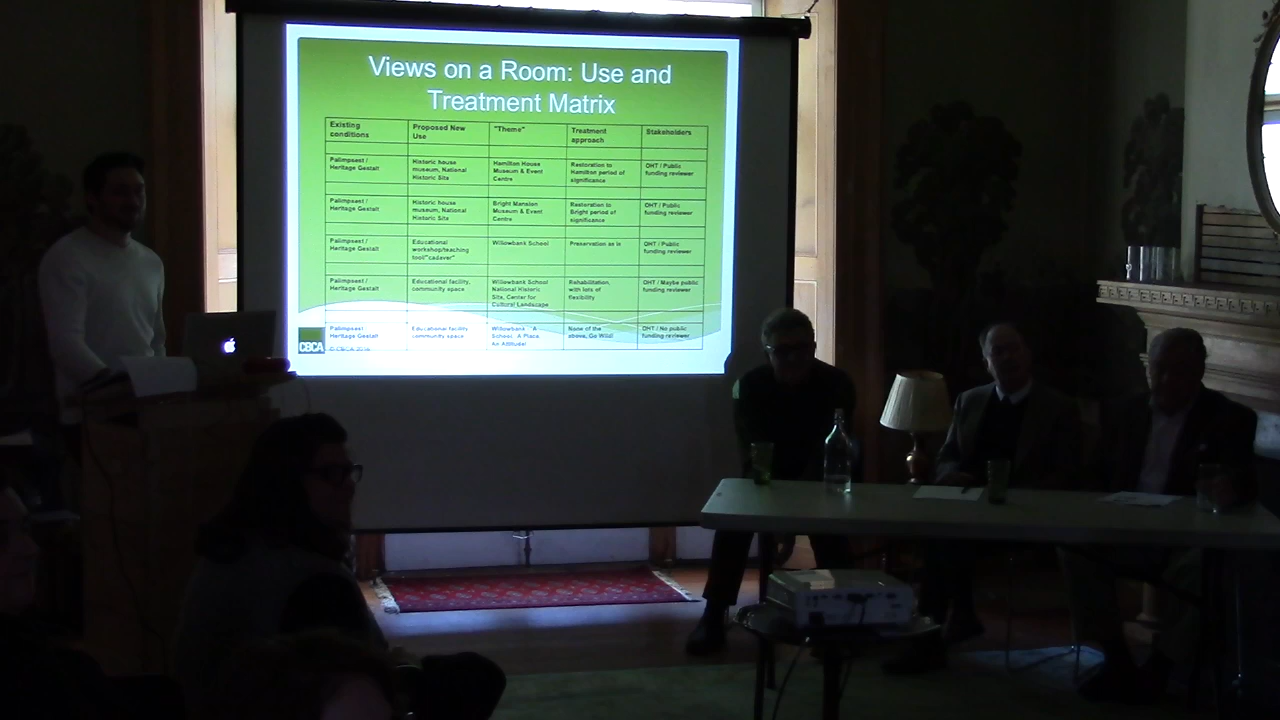 Views on a Room: Use and
Treatment Matrix
Existing conditions | Proposed New Use | "Theme" | Treatment approach | Stakeholders
Palimpsest / Heritage Gestalt | Historic house museum, National Historic Site | Hamilton House Museum & Event Centre | Restoration to Hamilton period of significance | OHT / Public funding reviewer
Palimpsest / Heritage Gestalt | Historic house museum, National Historic Site | Bright Mansion Museum & Event Centre | Restoration to Bright period of significance | OHT / Public funding reviewer
Palimpsest / Heritage Gestalt | Educational workshop/teaching tool"cadaver" | Willowbank School | Preservation as is | OHT / Public funding reviewer
Palimpsest / Heritage Gestalt | Educational facility, community space | Willowbank School National Historic Site, Center for Cultural Landscape | Rehabilitation, with lots of flexibility | OHT / Maybe public funding reviewer
Palimpsest / Heritage Gestalt | Educational facility community space | Willowbank "A School, A Place, An Attitude! | None of the above, Go Wild! | OHT / No public funding reviewer
CBCA
© CBCA